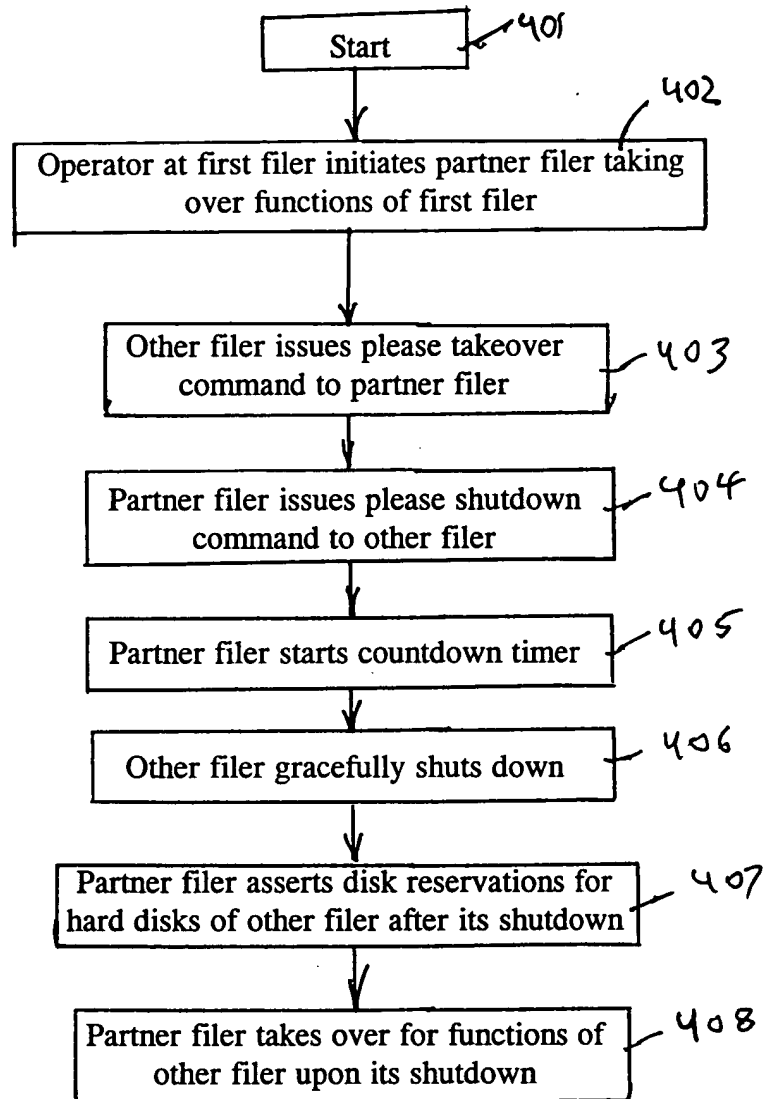 Start
401
402
Operator at first filer initiates partner filer taking
over functions of first filer
Other filer issues please takeover
command to partner filer
403
Partner filer issues please shutdown
command to other filer
404
Partner filer starts countdown timer
405
Other filer gracefully shuts down
406
Partner filer asserts disk reservations for
hard disks of other filer after its shutdown
407
Partner filer takes over for functions of
other filer upon its shutdown
408